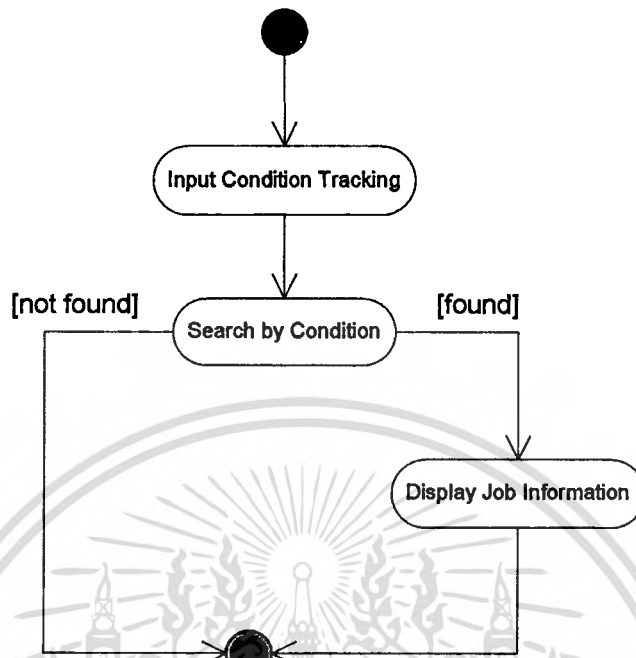 Input Condition Tracking
[not found]
Search by Condition
[found]
Display Job Information